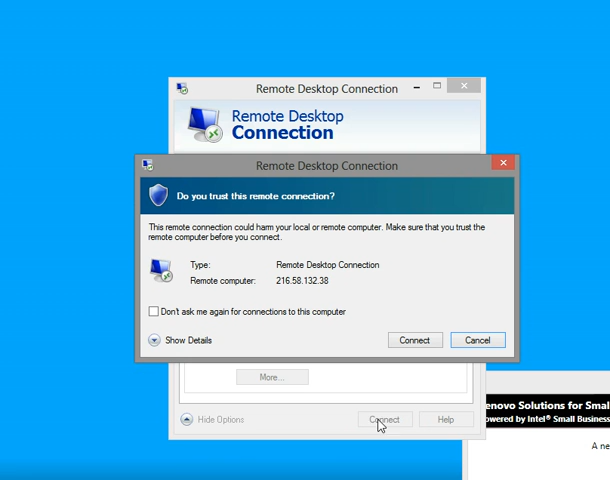 Remote Desktop Connection
Remote Desktop
Connection
Remote Desktop Connection
Do you trust this remote connection?
This remote connection could harm your local or remote computer. Make sure that you trust the
remote computer before you connect.
Type: Remote Desktop Connection
Remote computer: 216.58.132.38
Don't ask me again for connections to this computer
Show Details Connect Cancel
More...
Hide Options Connect Help
enovo Solutions for Smal
owered by Intel® Small Business
A ne